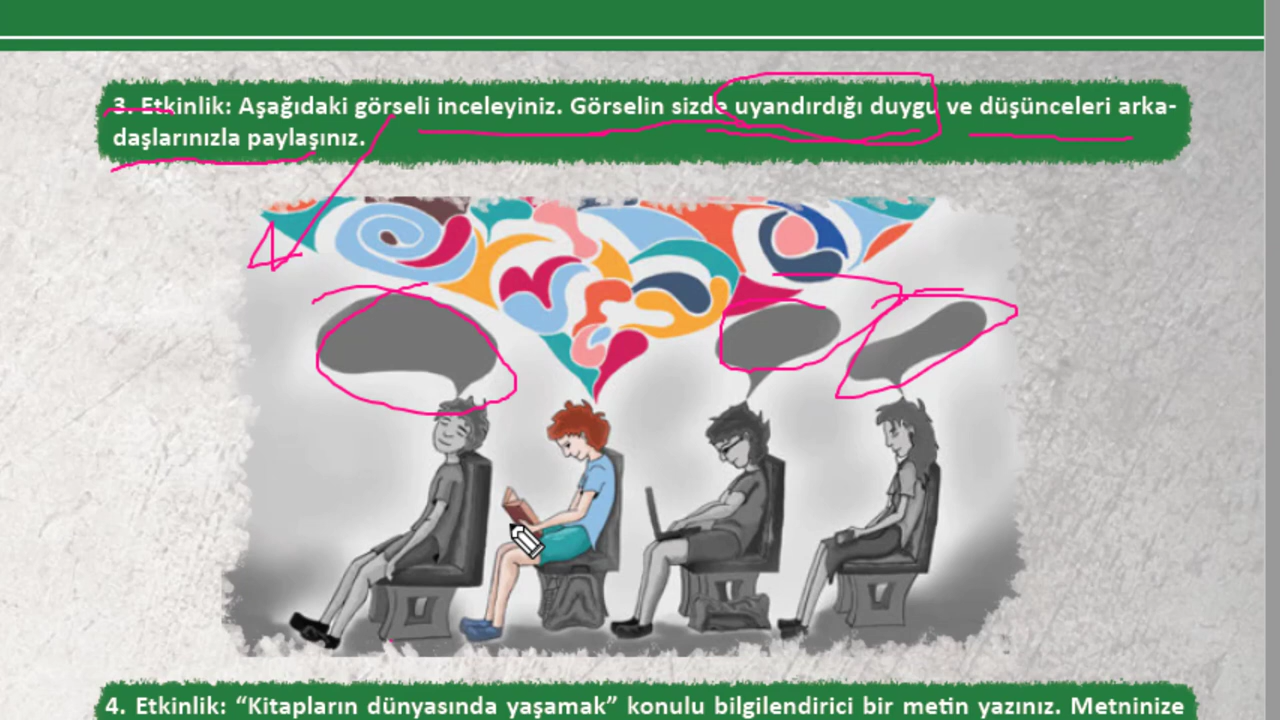 3. Etkinlik: Aşağıdaki görseli inceleyiniz. Görselin sizde uyandırdığı duygu ve düşünceleri arka-
daşlarınızla paylaşınız.
4. Etkinlik: “Kitapların dünyasında yaşamak” konulu bilgilendirici bir metin yazınız. Metninize